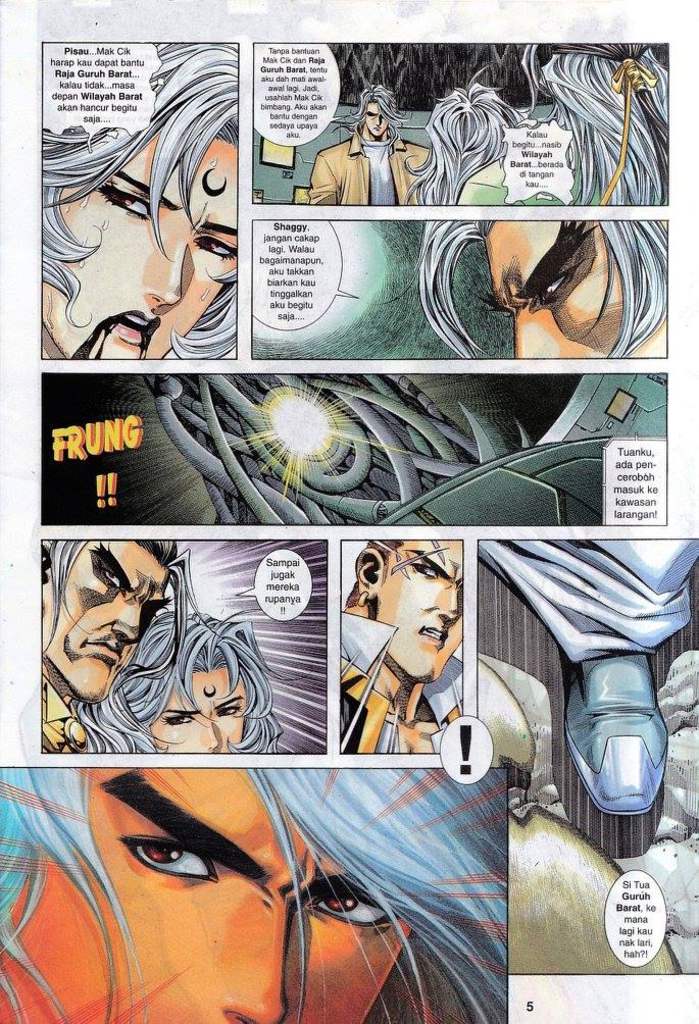 Pisau...Mak Cik
harap kau dapat bantu
Raja Guruh Barat...
kalau tidak...masa
depan Wilayah Barat
akan hancur begitu
saja....
Tanpa bantuan
Mak Cik dan Raja
Guruh Barat, tentu
aku dah mati awal-
awal lagi. Jadi,
usahlah Mak Cik
bimbang. Aku akan
bantu dengan
sedaya upaya
aku.
Kalau
begitu...nasib
Wilayah
Barat...berada
di tangan
kau....
Shaggy,
jangan cakap
lagi. Walau
bagaimanapun,
aku takkan
biarkan kau
tinggalkan
aku begitu
saja....
FRUNG
!!
Tuanku,
ada pen-
ceroboh
masuk ke
kawasan
larangan!
Sampai
jugak
mereka
rupanya
!!
!
Si Tua
Guruh
Barat, ke
mana
lagi kau
nak lari,
hah?!
5